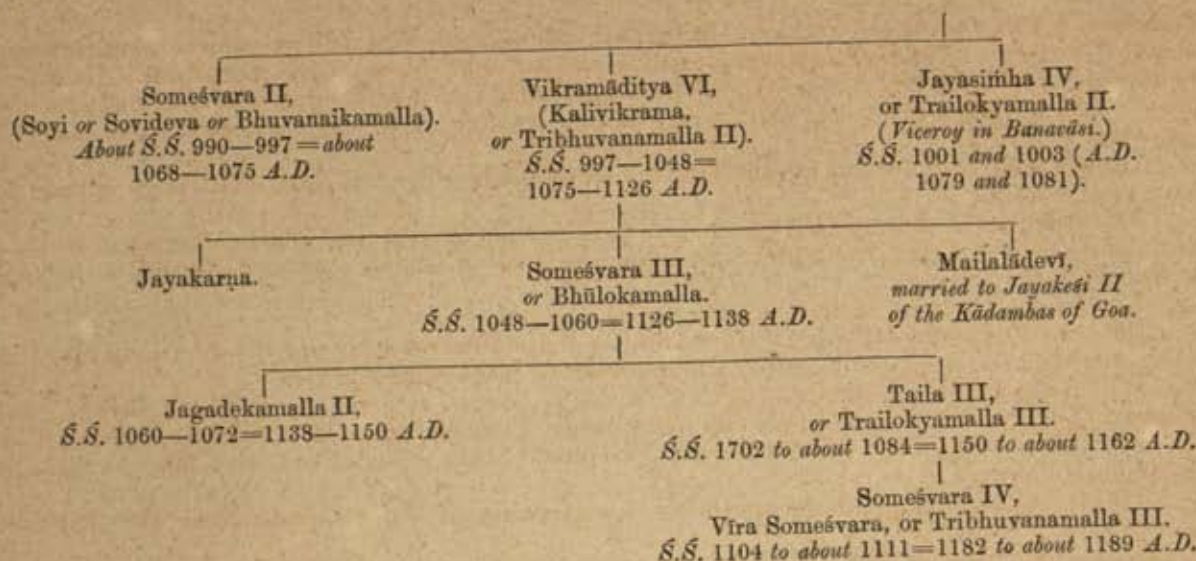 Someśvara II,
(Soyi or Sovideva or Bhuvanaikamalla).
About Ś.Ś. 990—997=about
1068—1075 A.D.
Vikramāditya VI,
(Kalivikrama,
or Tribhuvanamalla II).
Ś.Ś. 997—1048=
1075—1126 A.D.
Jayasiṁha IV,
or Trailokyamalla II.
(Viceroy in Banavāsi.)
Ś.Ś. 1001 and 1003 (A.D.
1079 and 1081).
Jayakarṇa.
Someśvara III,
or Bhūlokamalla.
Ś.Ś. 1048—1060=1126—1138 A.D.
Mailalādevī,
married to Jayakeśi II
of the Kādambas of Goa.
Jagadekamalla II,
Ś.Ś. 1060—1072=1138—1150 A.D.
Taila III,
or Trailokyamalla III.
Ś.Ś. 1702 to about 1084=1150 to about 1162 A.D.
Someśvara IV,
Vīra Someśvara, or Tribhuvanamalla III.
Ś.Ś. 1104 to about 1111=1182 to about 1189 A.D.